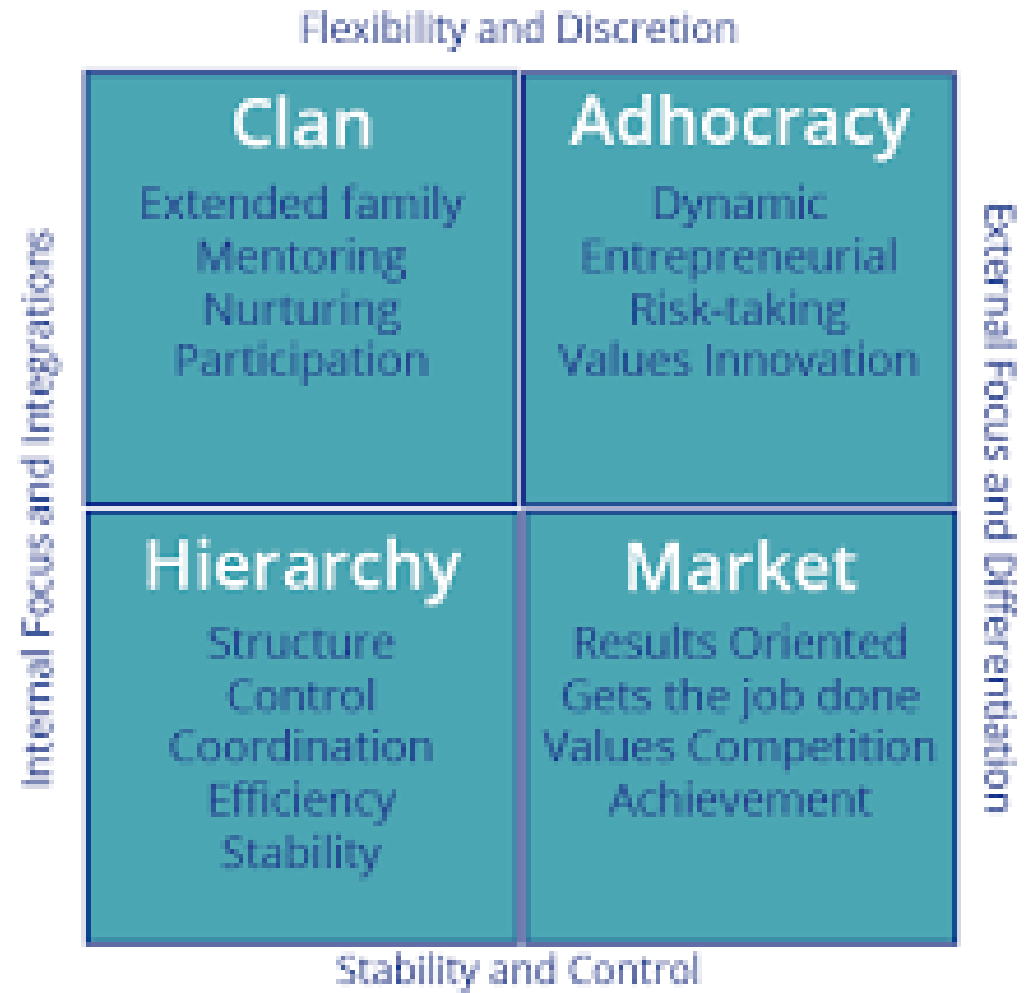 Flexibility and Discretion
Clan
Extended family
Mentoring
Nurturing
Participation
Adhocracy
Dynamic
Entrepreneurial
Risk-taking
Values Innovation
Internal Focus and Integrations
External Focus and Differentiation
Hierarchy
Structure
Control
Coordination
Efficiency
Stability
Market
Results Oriented
Gets the job done
Values Competition
Achievement
Stability and Control